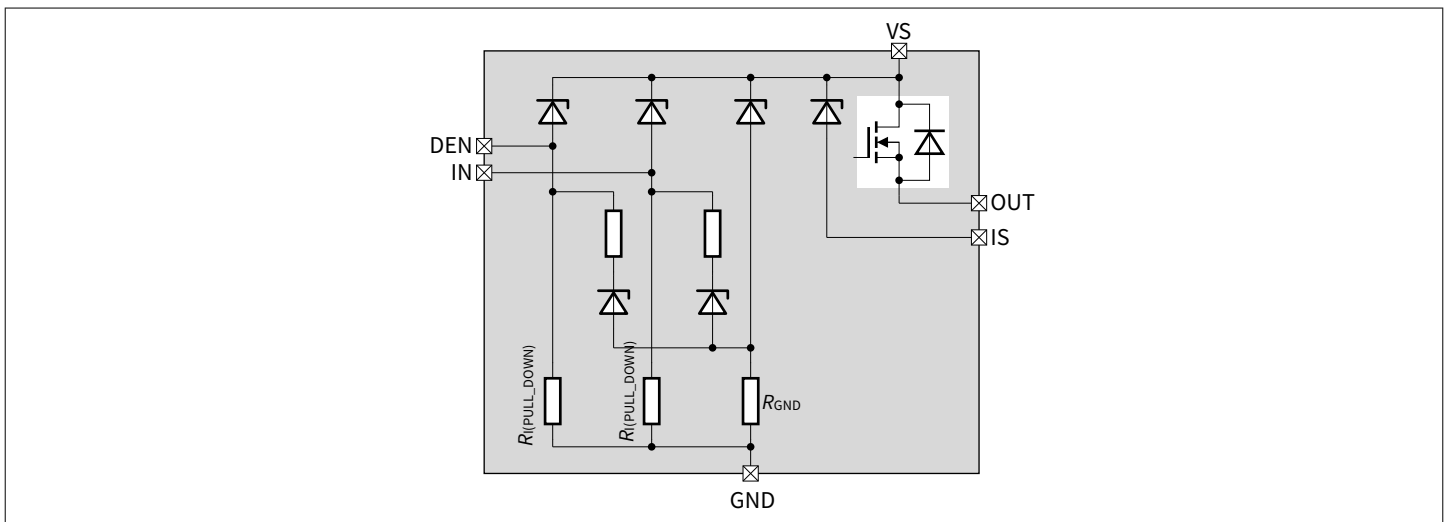 VS
DEN
IN
OUT
IS
RI(PULL_DOWN)
RI(PULL_DOWN)
RGND
GND